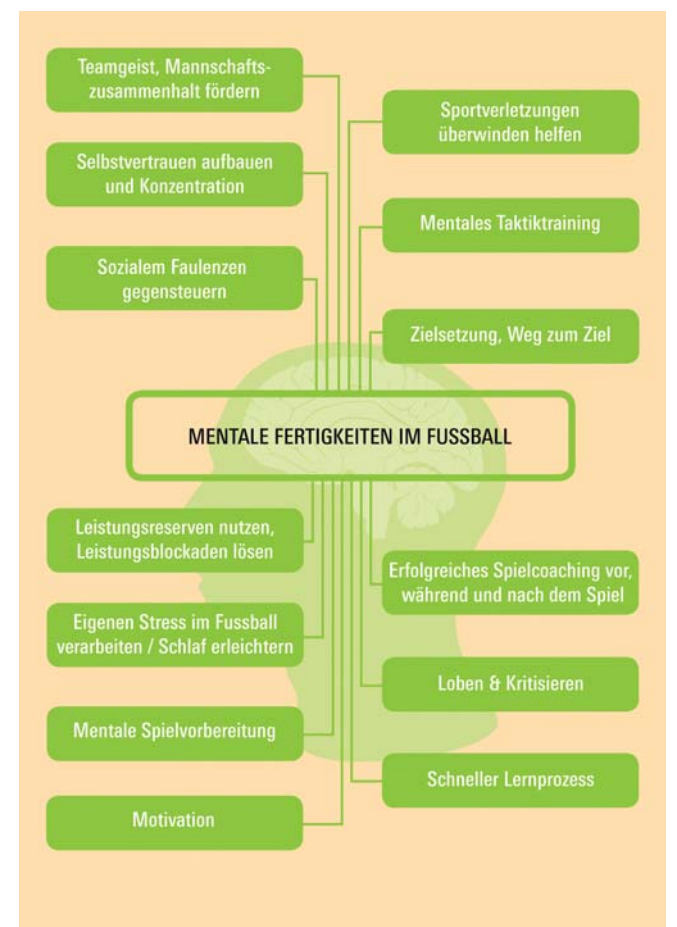 Teamgeist, Mannschafts-
zusammenhalt fördern
Selbstvertrauen aufbauen
und Konzentration
Sozialem Faulenzen
gegensteuern
Sportverletzungen
überwinden helfen
Mentales Taktiktraining
Zielsetzung, Weg zum Ziel
MENTALE FERTIGKEITEN IM FUSSBALL
Leistungsreserven nutzen,
Leistungsblockaden lösen
Eigenen Stress im Fussball
verarbeiten / Schlaf erleichtern
Mentale Spielvorbereitung
Motivation
Erfolgreiches Spielcoaching vor,
während und nach dem Spiel
Loben & Kritisieren
Schneller Lernprozess